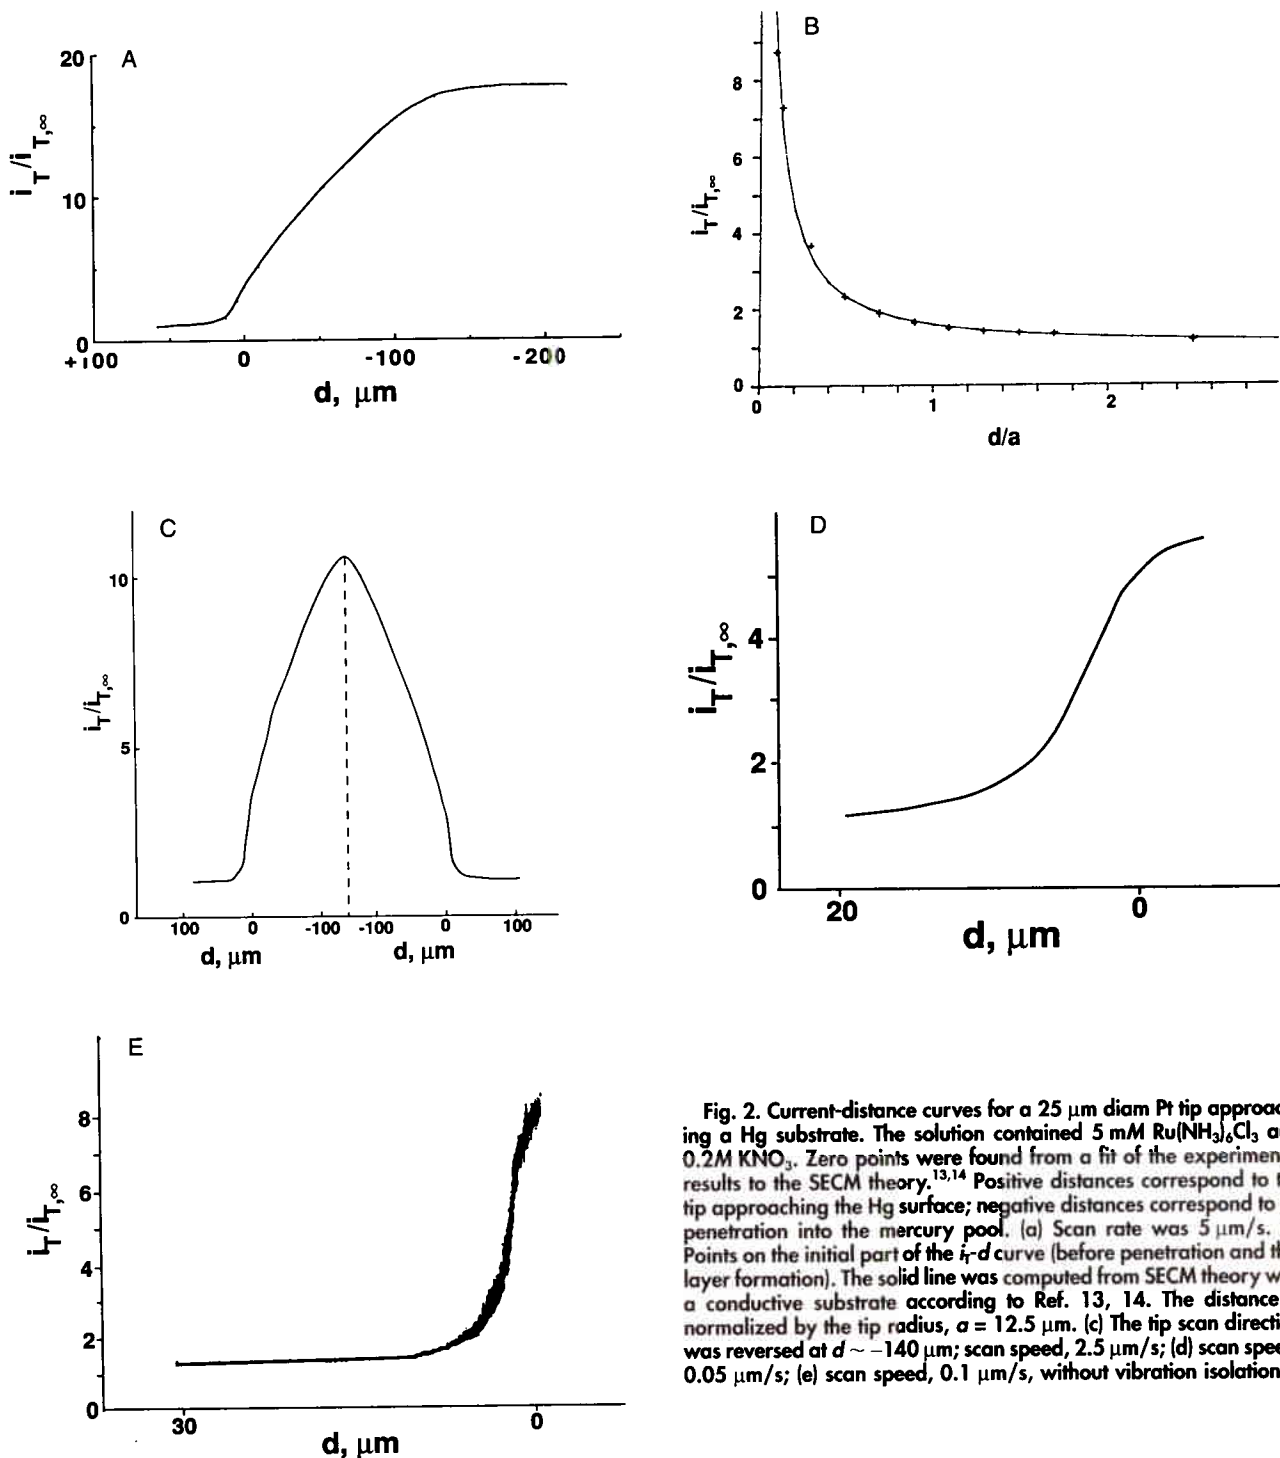 A
20
10
0
i_T/i_T,∞
+100 0 -100 -200
d, μm
B
8
6
4
2
0
i_T/i_T,∞
0 1 2
d/a
C
10
5
0
i_T/i_T,∞
100 0 -100 -100 0 100
d, μm d, μm
D
4
2
0
i_T/i_T,∞
20 0
d, μm
E
8
6
4
2
0
i_T/i_T,∞
30 0
d, μm
Fig. 2. Current-distance curves for a 25 μm diam Pt tip approac
ing a Hg substrate. The solution contained 5 mM Ru(NH₃)₆Cl₃ a
0.2M KNO₃. Zero points were found from a fit of the experimen
results to the SECM theory.¹³,¹⁴ Positive distances correspond to t
tip approaching the Hg surface; negative distances correspond to
penetration into the mercury pool. (a) Scan rate was 5 μm/s.
Points on the initial part of the i_T-d curve (before penetration and th
layer formation). The solid line was computed from SECM theory w
a conductive substrate according to Ref. 13, 14. The distance
normalized by the tip radius, a = 12.5 μm. (c) The tip scan directi
was reversed at d ~ −140 μm; scan speed, 2.5 μm/s; (d) scan spee
0.05 μm/s; (e) scan speed, 0.1 μm/s, without vibration isolation